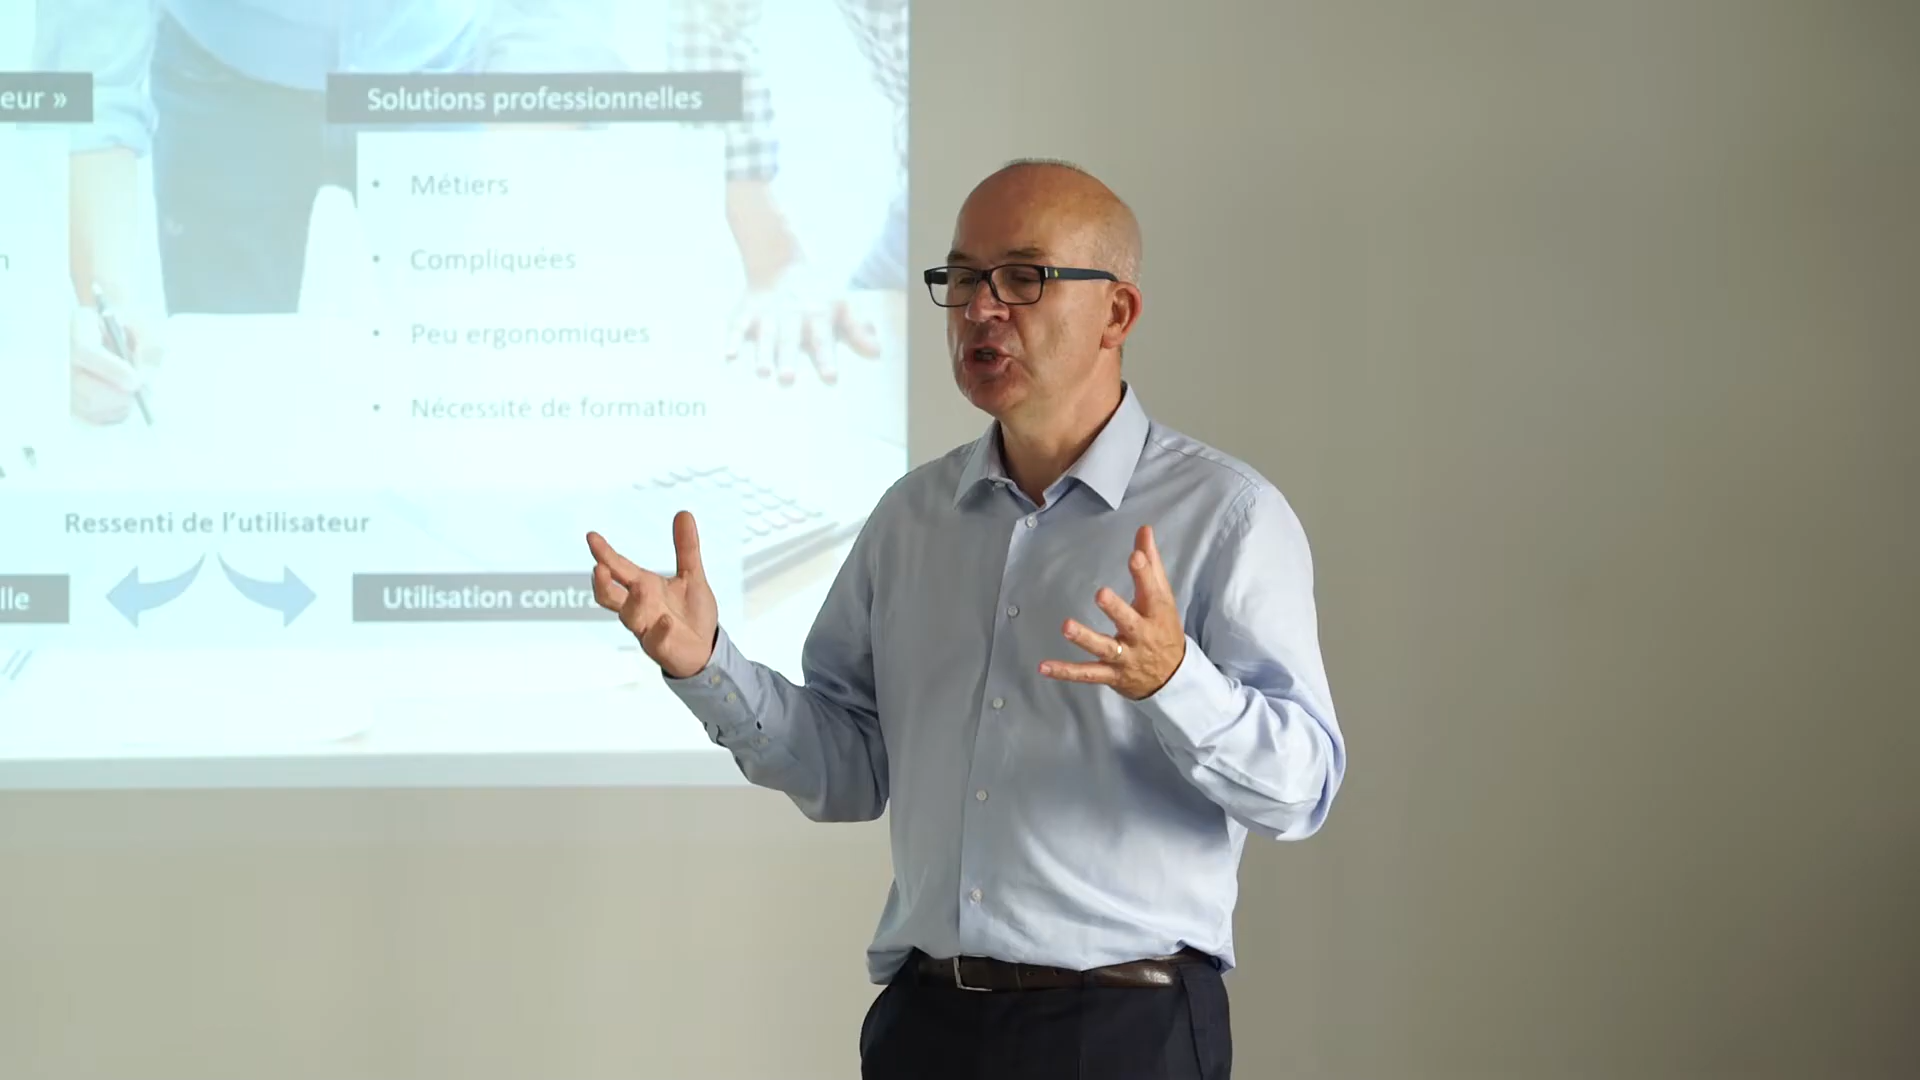 eur »
Solutions professionnelles
• Métiers
• Compliquées
n
• Peu ergonomiques
• Nécessité de formation
Ressenti de l'utilisateur
lle
Utilisation contra